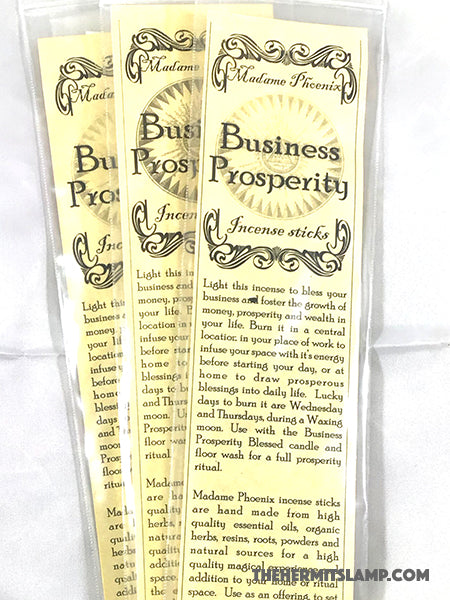 Madame Phoenix
Business
Prosperity
Incense sticks
Light this incense to bless your
business and foster the growth of
money, prosperity and wealth in
your life. Burn it in a central
location, in your place of work to
infuse your space with it's energy
before starting your day, or at
home to draw prosperous
blessings into daily life. Lucky
days to burn it are Wednesday
and Thursdays, during a Waxing
moon. Use with the Business
Prosperity Blessed candle and
floor wash for a full prosperity
ritual.
Madame Phoenix incense sticks
are hand made from high
quality essential oils, organic
herbs, resins, roots, powders and
natural sources for a high
quality magical experience and
addition to your home or ritual
space. Use as an offering, to set
THEHERMITSLAMP.COM